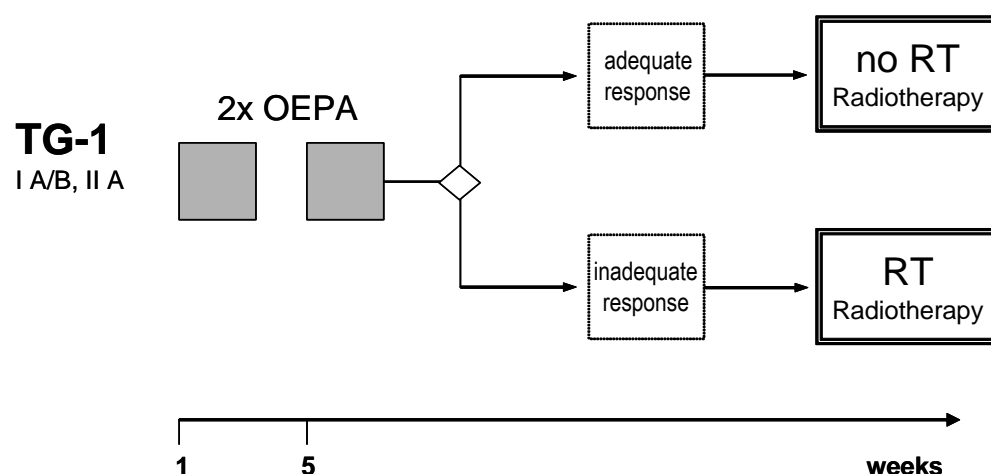 2x OEPA
TG-1
I A/B, II A
adequate
response
no RT
Radiotherapy
inadequate
response
RT
Radiotherapy
1
5
weeks